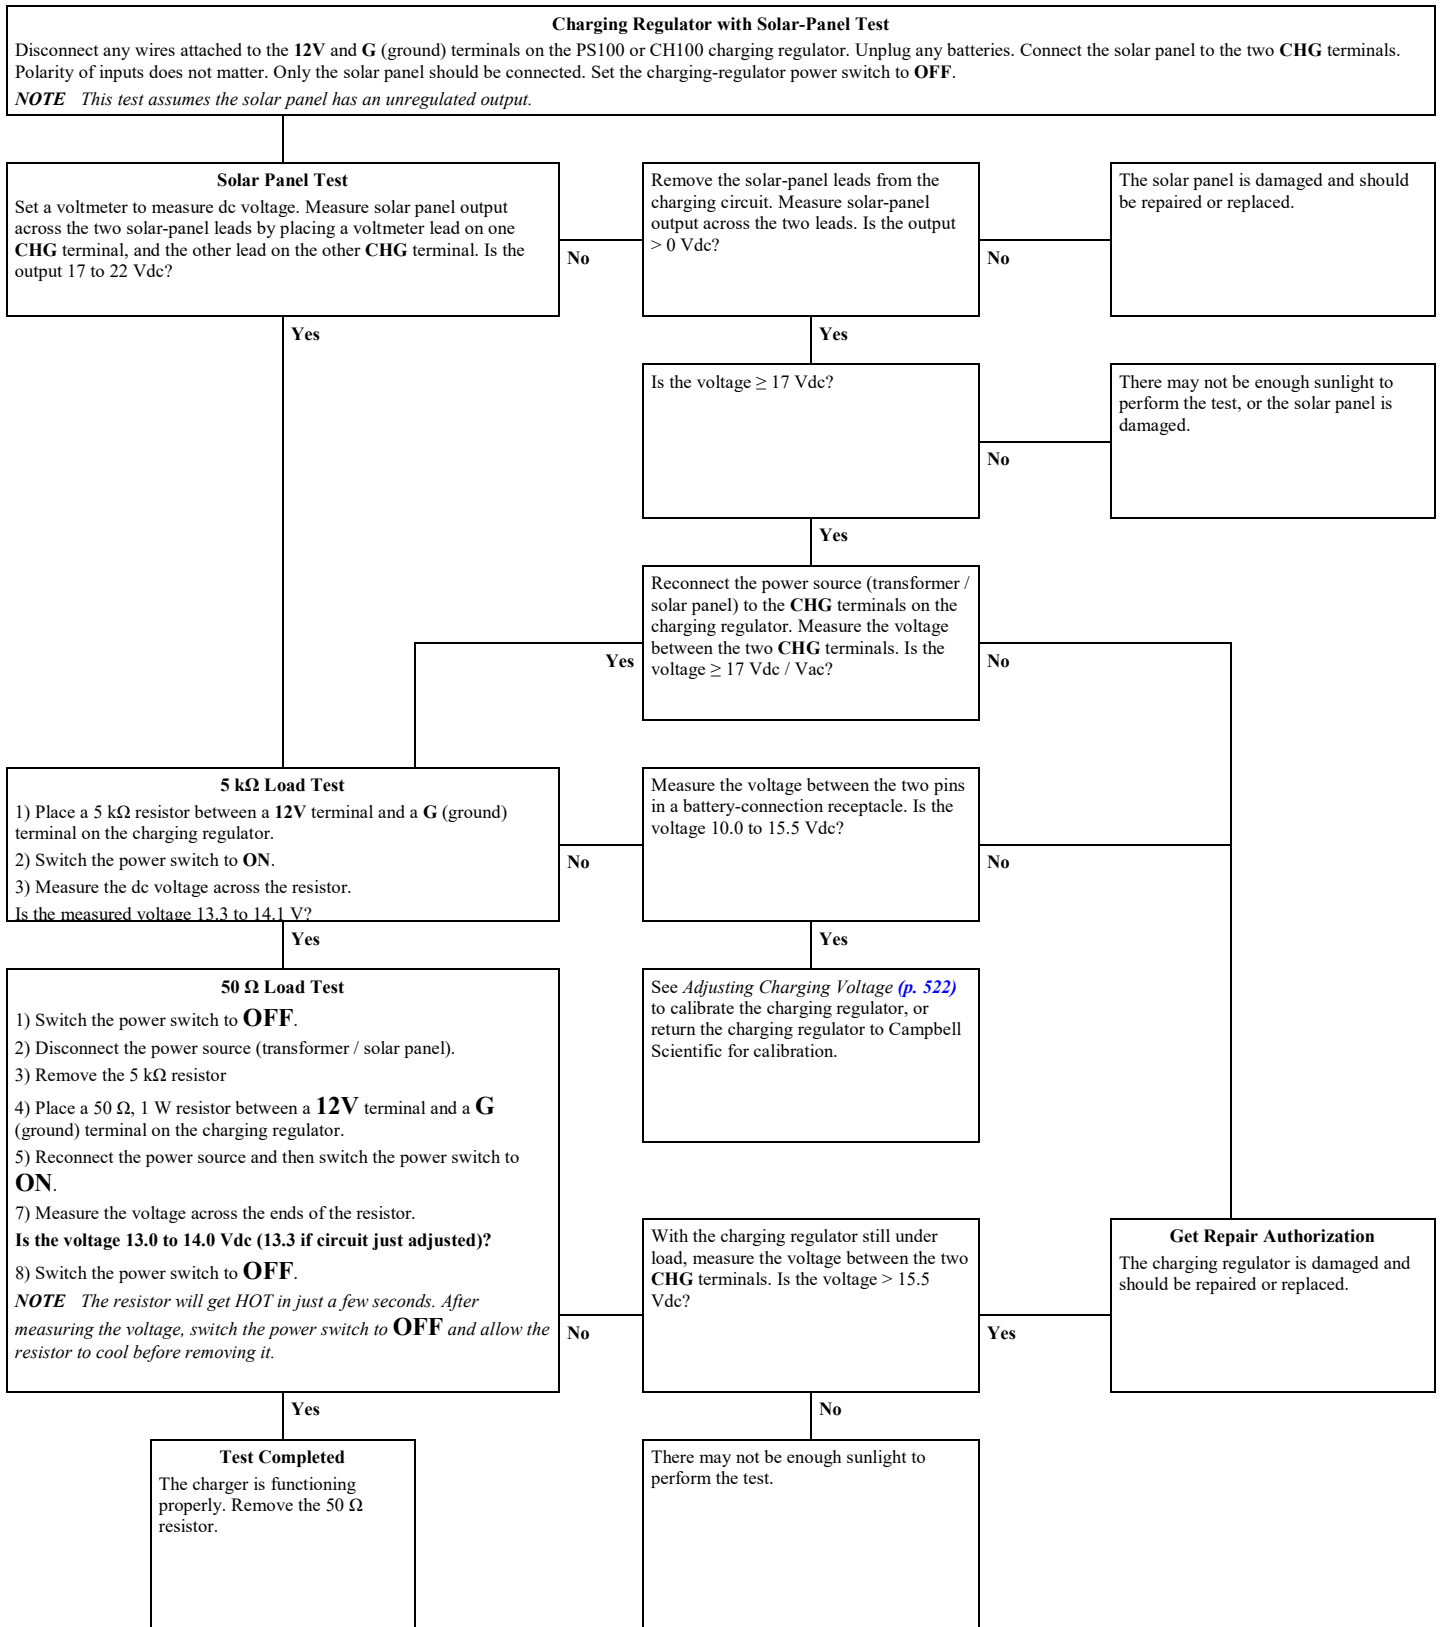 Charging Regulator with Solar-Panel Test
Disconnect any wires attached to the 12V and G (ground) terminals on the PS100 or CH100 charging regulator. Unplug any batteries. Connect the solar panel to the two CHG terminals.
Polarity of inputs does not matter. Only the solar panel should be connected. Set the charging-regulator power switch to OFF.
NOTE This test assumes the solar panel has an unregulated output.
Solar Panel Test
Set a voltmeter to measure dc voltage. Measure solar panel output
across the two solar-panel leads by placing a voltmeter lead on one
CHG terminal, and the other lead on the other CHG terminal. Is the
output 17 to 22 Vdc?
No
Remove the solar-panel leads from the
charging circuit. Measure solar-panel
output across the two leads. Is the output
> 0 Vdc?
No
The solar panel is damaged and should
be repaired or replaced.
Yes
Yes
Is the voltage ≥ 17 Vdc?
No
There may not be enough sunlight to
perform the test, or the solar panel is
damaged.
Yes
Reconnect the power source (transformer /
solar panel) to the CHG terminals on the
charging regulator. Measure the voltage
between the two CHG terminals. Is the
voltage ≥ 17 Vdc / Vac?
Yes
No
5 kΩ Load Test
1) Place a 5 kΩ resistor between a 12V terminal and a G (ground)
terminal on the charging regulator.
2) Switch the power switch to ON.
3) Measure the dc voltage across the resistor.
Is the measured voltage 13.3 to 14.1 V?
No
Measure the voltage between the two pins
in a battery-connection receptacle. Is the
voltage 10.0 to 15.5 Vdc?
No
Yes
Yes
50 Ω Load Test
1) Switch the power switch to OFF.
2) Disconnect the power source (transformer / solar panel).
3) Remove the 5 kΩ resistor
4) Place a 50 Ω, 1 W resistor between a 12V terminal and a G
(ground) terminal on the charging regulator.
5) Reconnect the power source and then switch the power switch to
ON.
7) Measure the voltage across the ends of the resistor.
Is the voltage 13.0 to 14.0 Vdc (13.3 if circuit just adjusted)?
8) Switch the power switch to OFF.
NOTE The resistor will get HOT in just a few seconds. After
measuring the voltage, switch the power switch to OFF and allow the
resistor to cool before removing it.
See Adjusting Charging Voltage (p. 522)
to calibrate the charging regulator, or
return the charging regulator to Campbell
Scientific for calibration.
No
With the charging regulator still under
load, measure the voltage between the two
CHG terminals. Is the voltage > 15.5
Vdc?
Yes
Get Repair Authorization
The charging regulator is damaged and
should be repaired or replaced.
Yes
No
Test Completed
The charger is functioning
properly. Remove the 50 Ω
resistor.
There may not be enough sunlight to
perform the test.